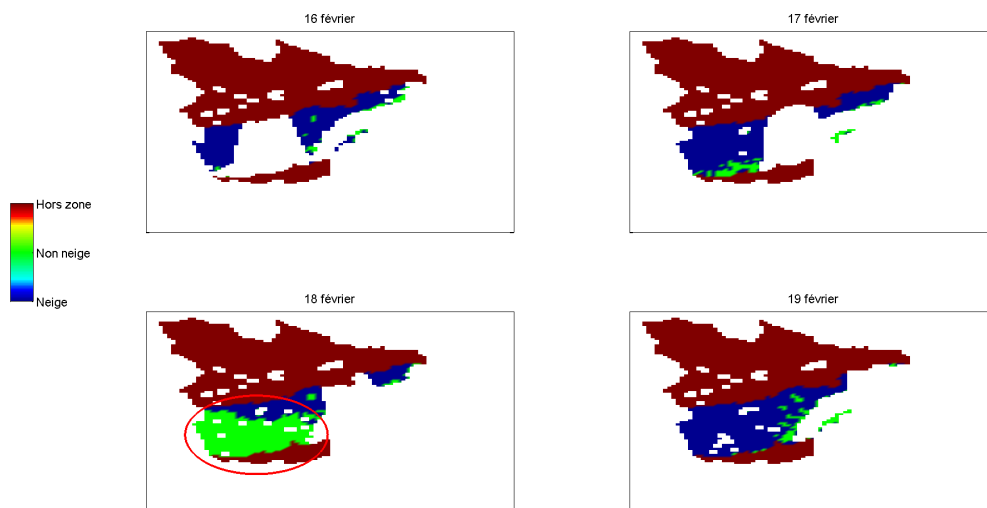 16 février
17 février
Hors zone
Non neige
Neige
18 février
19 février